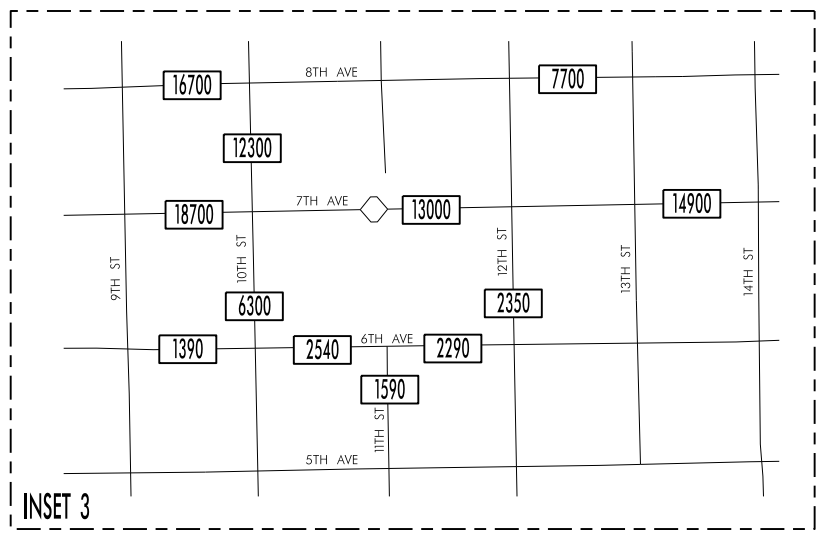 8TH AVE
16700
7700
12300
7TH AVE
18700
13000
14900
9TH ST
10TH ST
12TH ST
13TH ST
14TH ST
6300
2350
6TH AVE
1390
2540
2290
1590
11TH ST
5TH AVE
INSET 3